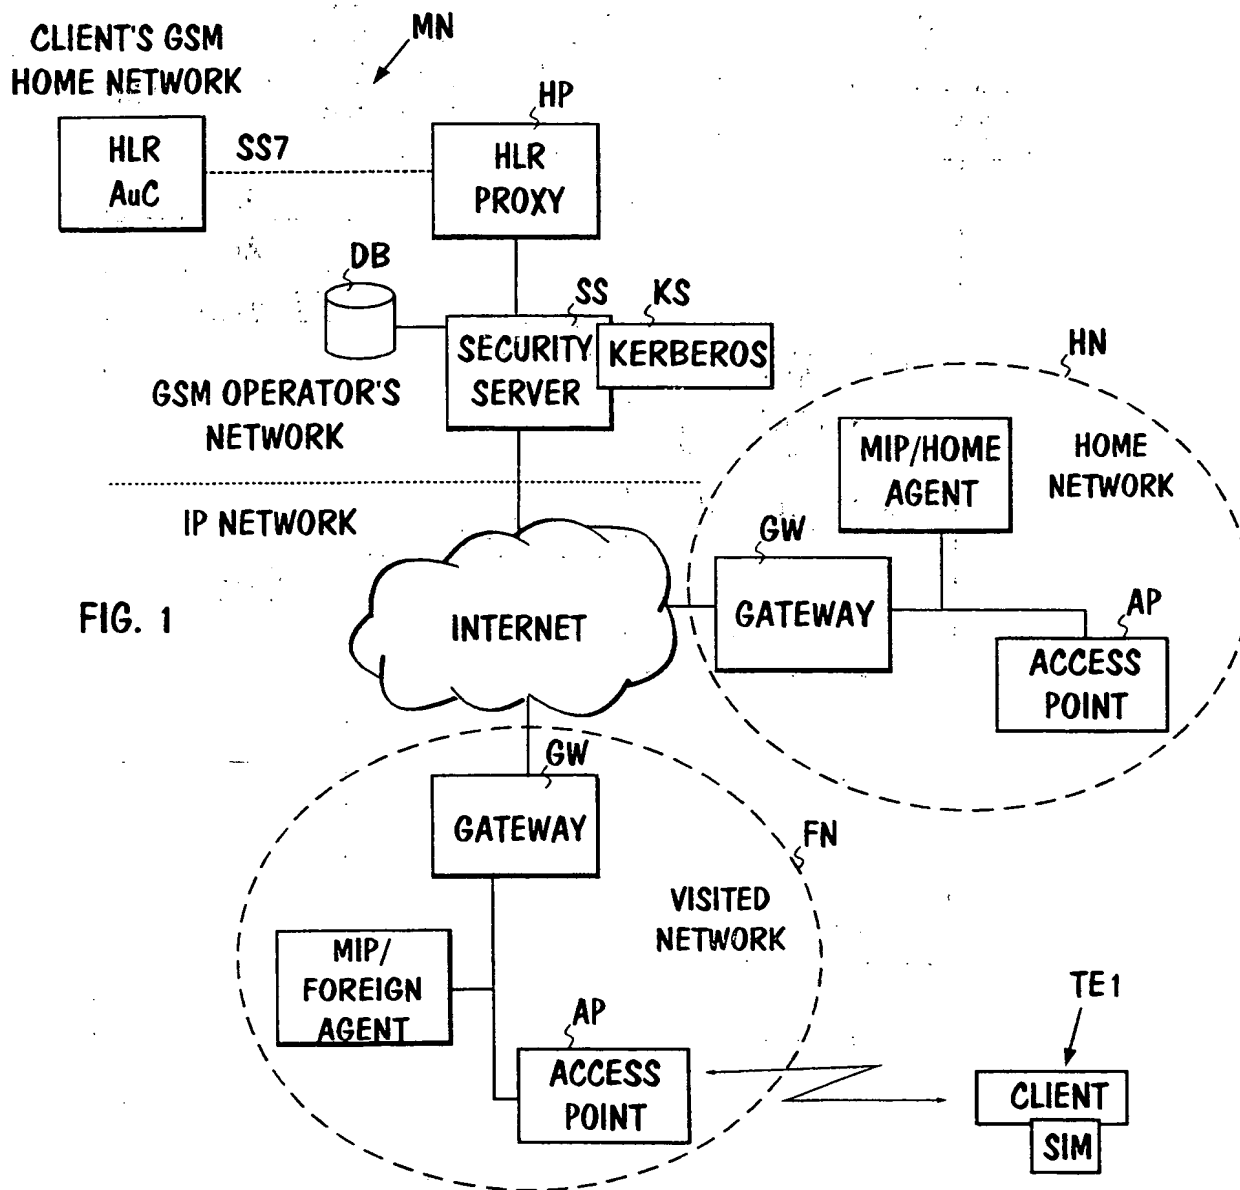 CLIENT'S GSM
HOME NETWORK
MN
HP
HLR
AuC
SS7
HLR
PROXY
DB
SS
KS
SECURITY
SERVER
KERBEROS
GSM OPERATOR'S
NETWORK
IP NETWORK
HN
MIP/HOME
AGENT
HOME
NETWORK
GW
GATEWAY
AP
ACCESS
POINT
INTERNET
FIG. 1
GW
GATEWAY
FN
VISITED
NETWORK
MIP/
FOREIGN
AGENT
AP
ACCESS
POINT
TE1
CLIENT
SIM